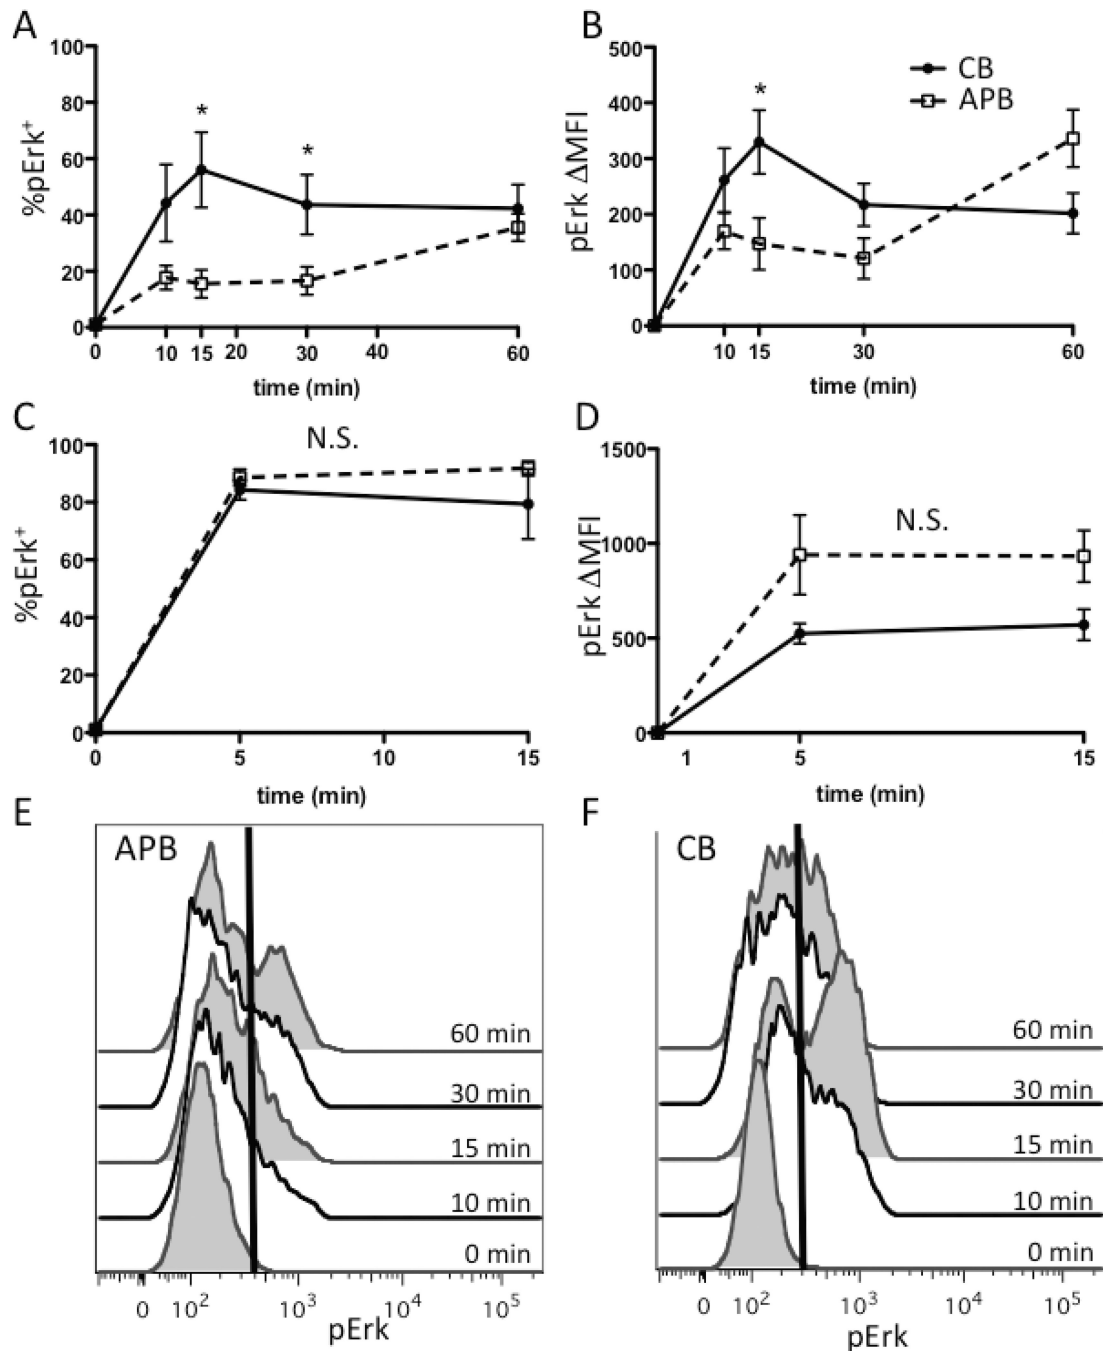 A
B
%pErk+
100
80
60
40
20
0
*
*
0
10
15
20
30
40
60
time (min)
pErk ΔMFI
500
400
300
200
100
0
*
CB
APB
10
15
30
60
time (min)
C
D
%pErk+
100
80
60
40
20
0
N.S.
0
5
10
15
time (min)
pErk ΔMFI
1500
1000
500
0
N.S.
1
5
15
time (min)
E
F
APB
60 min
30 min
15 min
10 min
0 min
0
10²
10³
10⁴
10⁵
pErk
CB
60 min
30 min
15 min
10 min
0 min
0
10²
10³
10⁴
10⁵
pErk